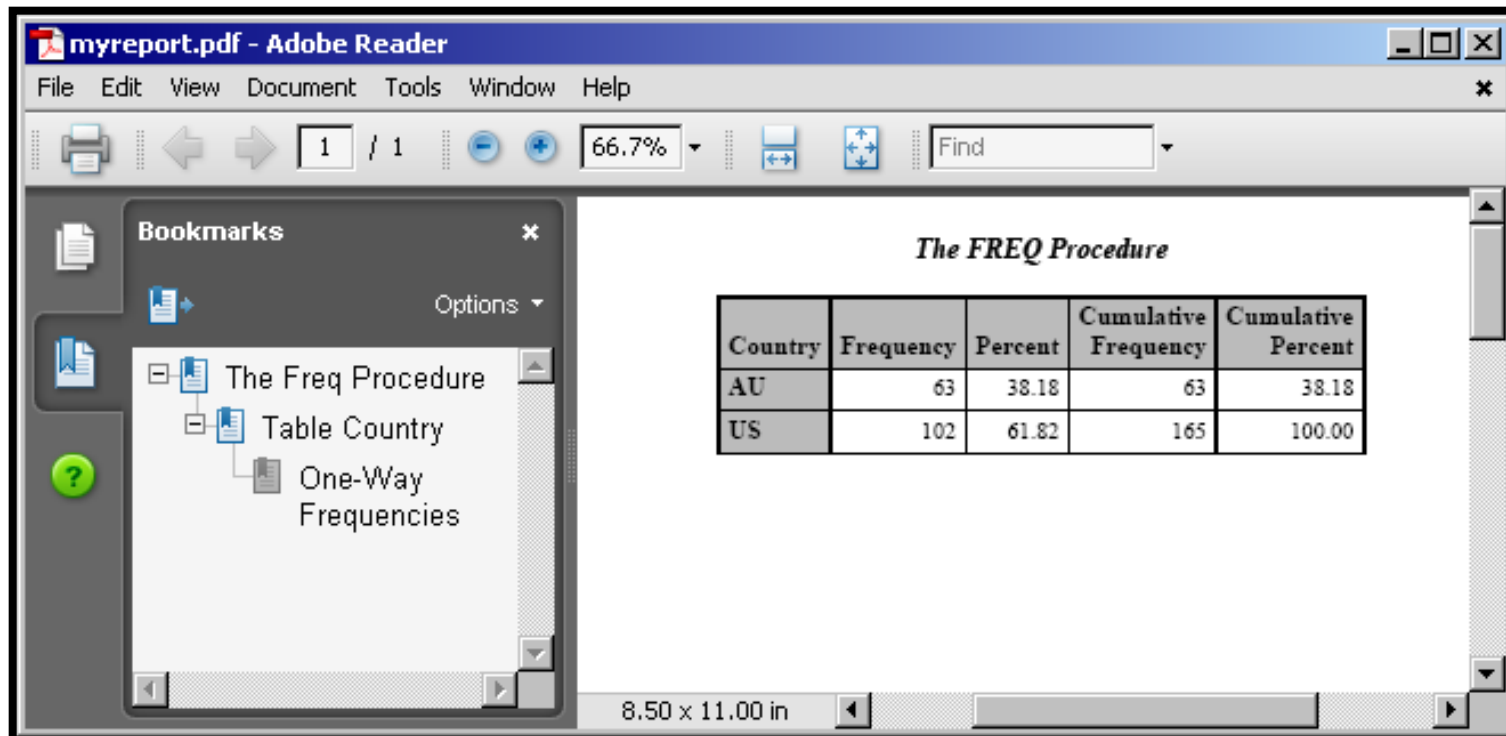 myreport.pdf - Adobe Reader
File Edit View Document Tools Window Help
1 / 1 66.7% Find
Bookmarks
Options
The Freq Procedure
Table Country
One-Way
Frequencies
The FREQ Procedure
Country Frequency Percent Cumulative Frequency Cumulative Percent
AU 63 38.18 63 38.18
US 102 61.82 165 100.00
8.50 x 11.00 in